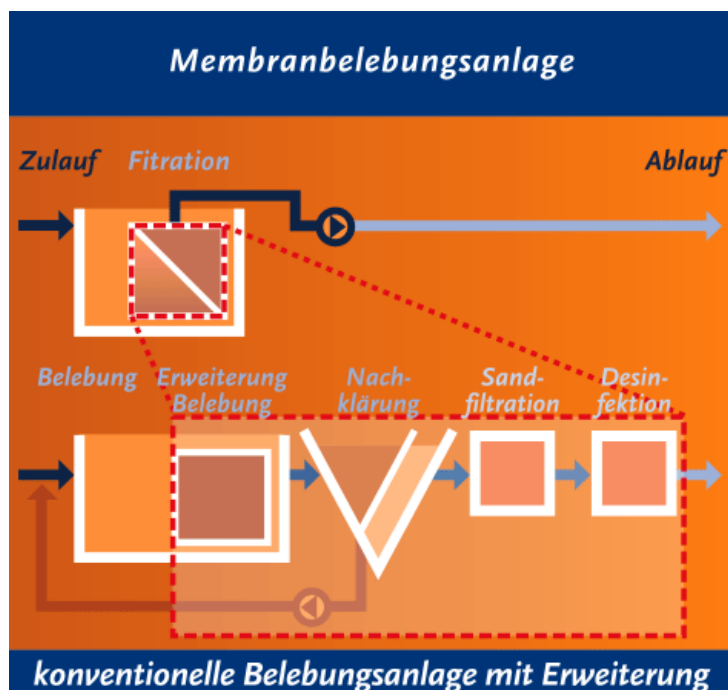 Membranbelebungsanlage
Zulauf Fitration Ablauf
Belebung Erweiterung Nach- Sand- Desin-
Belebung klärung filtration fektion
konventionelle Belebungsanlage mit Erweiterung